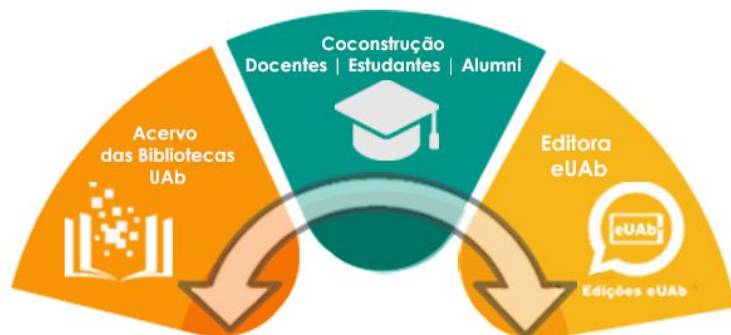 Coconstrução
Docentes | Estudantes | Alumni
Acervo
das Bibliotecas
UAb
Editora
eUAb
eUAb
Edições eUAb